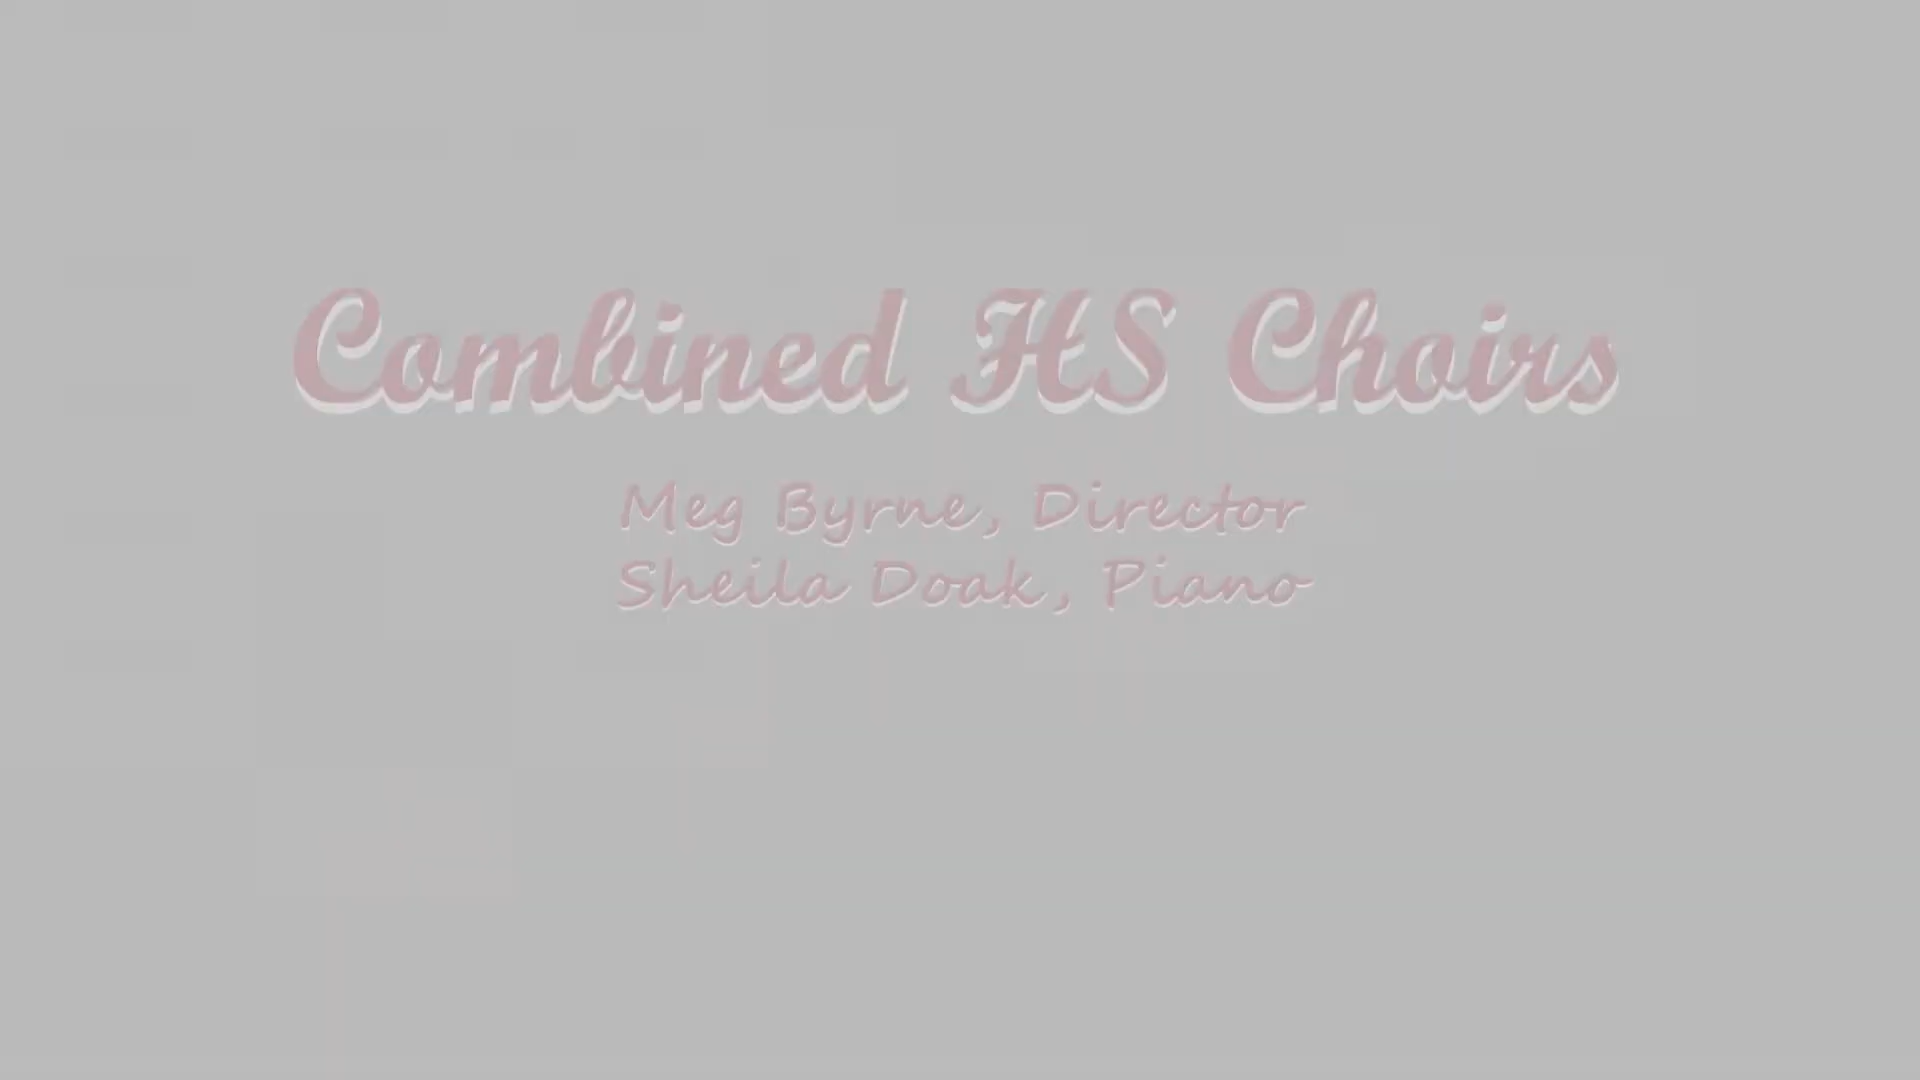 Combined HS Choirs
Meg Byrne, Director
Sheila Doak, Piano